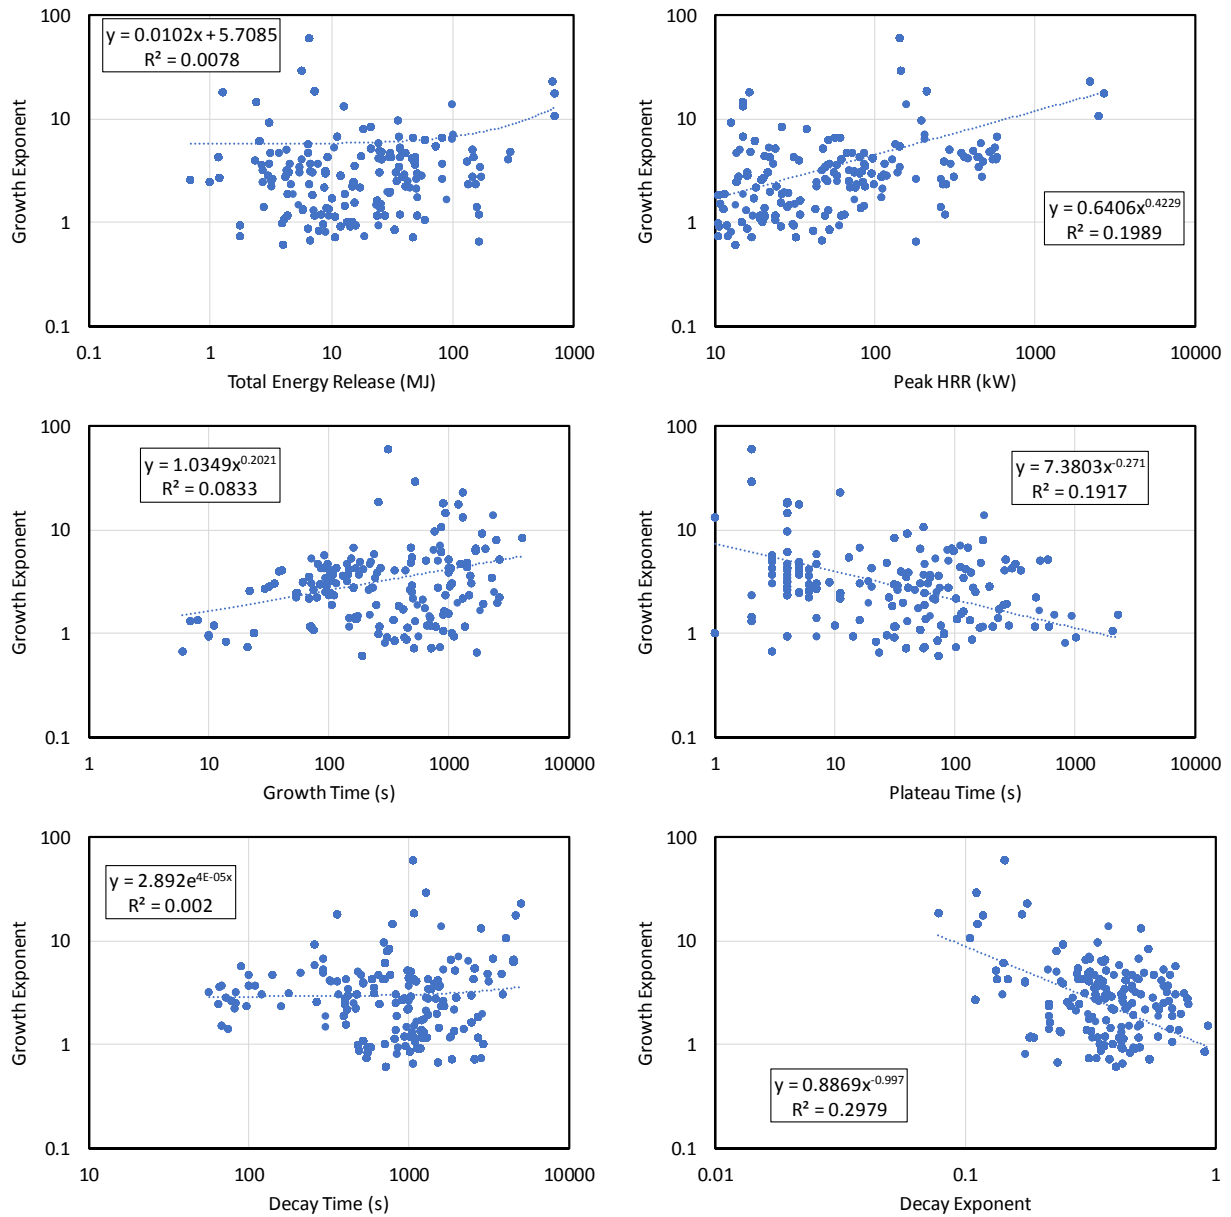 100
10
1
0.1
Growth Exponent
y = 0.0102x + 5.7085
R² = 0.0078
0.1 1 10 100 1000
Total Energy Release (MJ)
100
10
1
0.1
Growth Exponent
y = 0.6406x^0.4229
R² = 0.1989
10 100 1000 10000
Peak HRR (kW)
100
10
1
0.1
Growth Exponent
y = 1.0349x^0.2021
R² = 0.0833
1 10 100 1000 10000
Growth Time (s)
100
10
1
0.1
Growth Exponent
y = 7.3803x^-0.271
R² = 0.1917
1 10 100 1000 10000
Plateau Time (s)
100
10
1
0.1
Growth Exponent
y = 2.892e^4E-05x
R² = 0.002
10 100 1000 10000
Decay Time (s)
100
10
1
0.1
Growth Exponent
y = 0.8869x^-0.997
R² = 0.2979
0.01 0.1 1
Decay Exponent